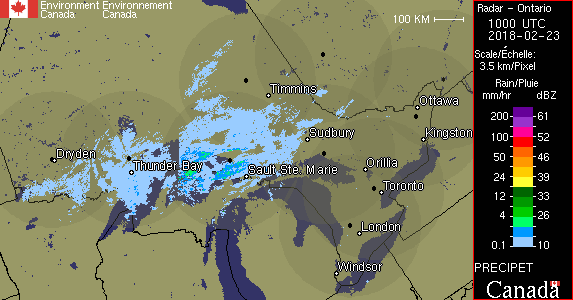 Environment Environnement
Canada Canada
100 KM
Timmins
Ottawa
Sudbury
Kingston
Dryden
Thunder Bay
Sault Ste. Marie
Orillia
Toronto
London
Windsor
Radar - Ontario
1000 UTC
2018-02-23
Scale/Échelle:
3.5 km/Pixel
Rain/Pluie
mm/hr dBZ
200 61
100 52
50 46
24 39
12 33
4 26
0.1 10
PRECIPET
Canada